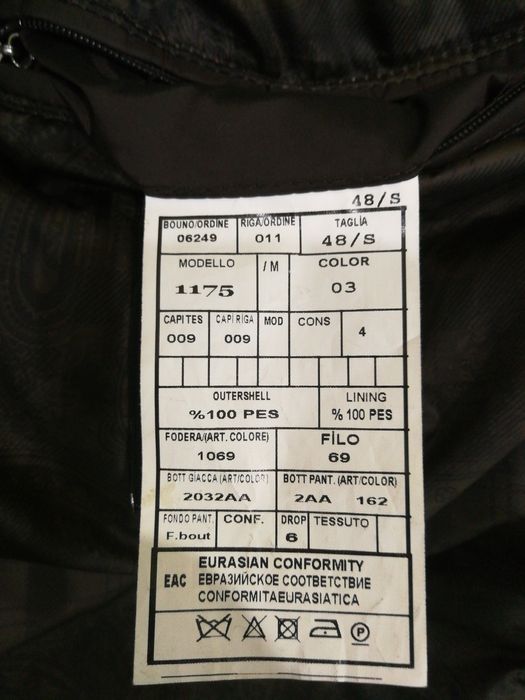 48/S
BOUNO/ORDINE RIGA/ORDINE TAGLIA
06249 011 48/S
MODELLO /M COLOR
1175 03
CAPI TES CAPI RIGA MOD CONS 4
009 009
OUTERSHELL LINING
%100 PES % 100 PES
FODERA/(ART. COLORE) FİLO
1069 69
BOTT GIACCA (ART/COLOR) BOTT PANT. (ART/COLOR)
2032AA 2AA 162
FONDO PANT. CONF. DROP TESSUTO
F.bout 6
EURASIAN CONFORMITY
EAC ЕВРАЗИЙСКОЕ СООТВЕТСТВИЕ
CONFORMITAEURASIATICA
P